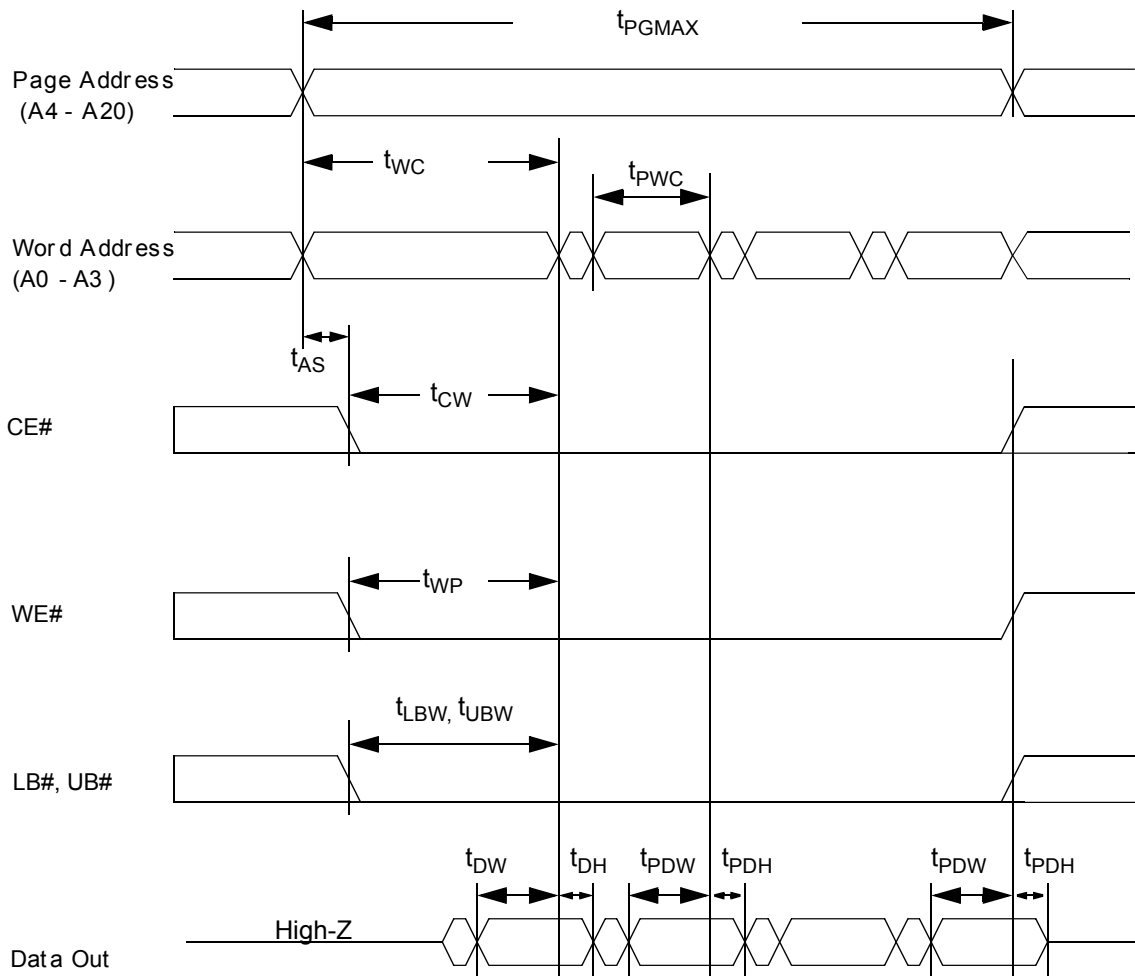 tPGMAX
Page Address
(A4 - A20)
tWC
tPWC
Word Address
(A0 - A3 )
tAS
tCW
CE#
tWP
WE#
tLBW, tUBW
LB#, UB#
tDW
tDH
tPDW
tPDH
tPDW
tPDH
High-Z
Data Out